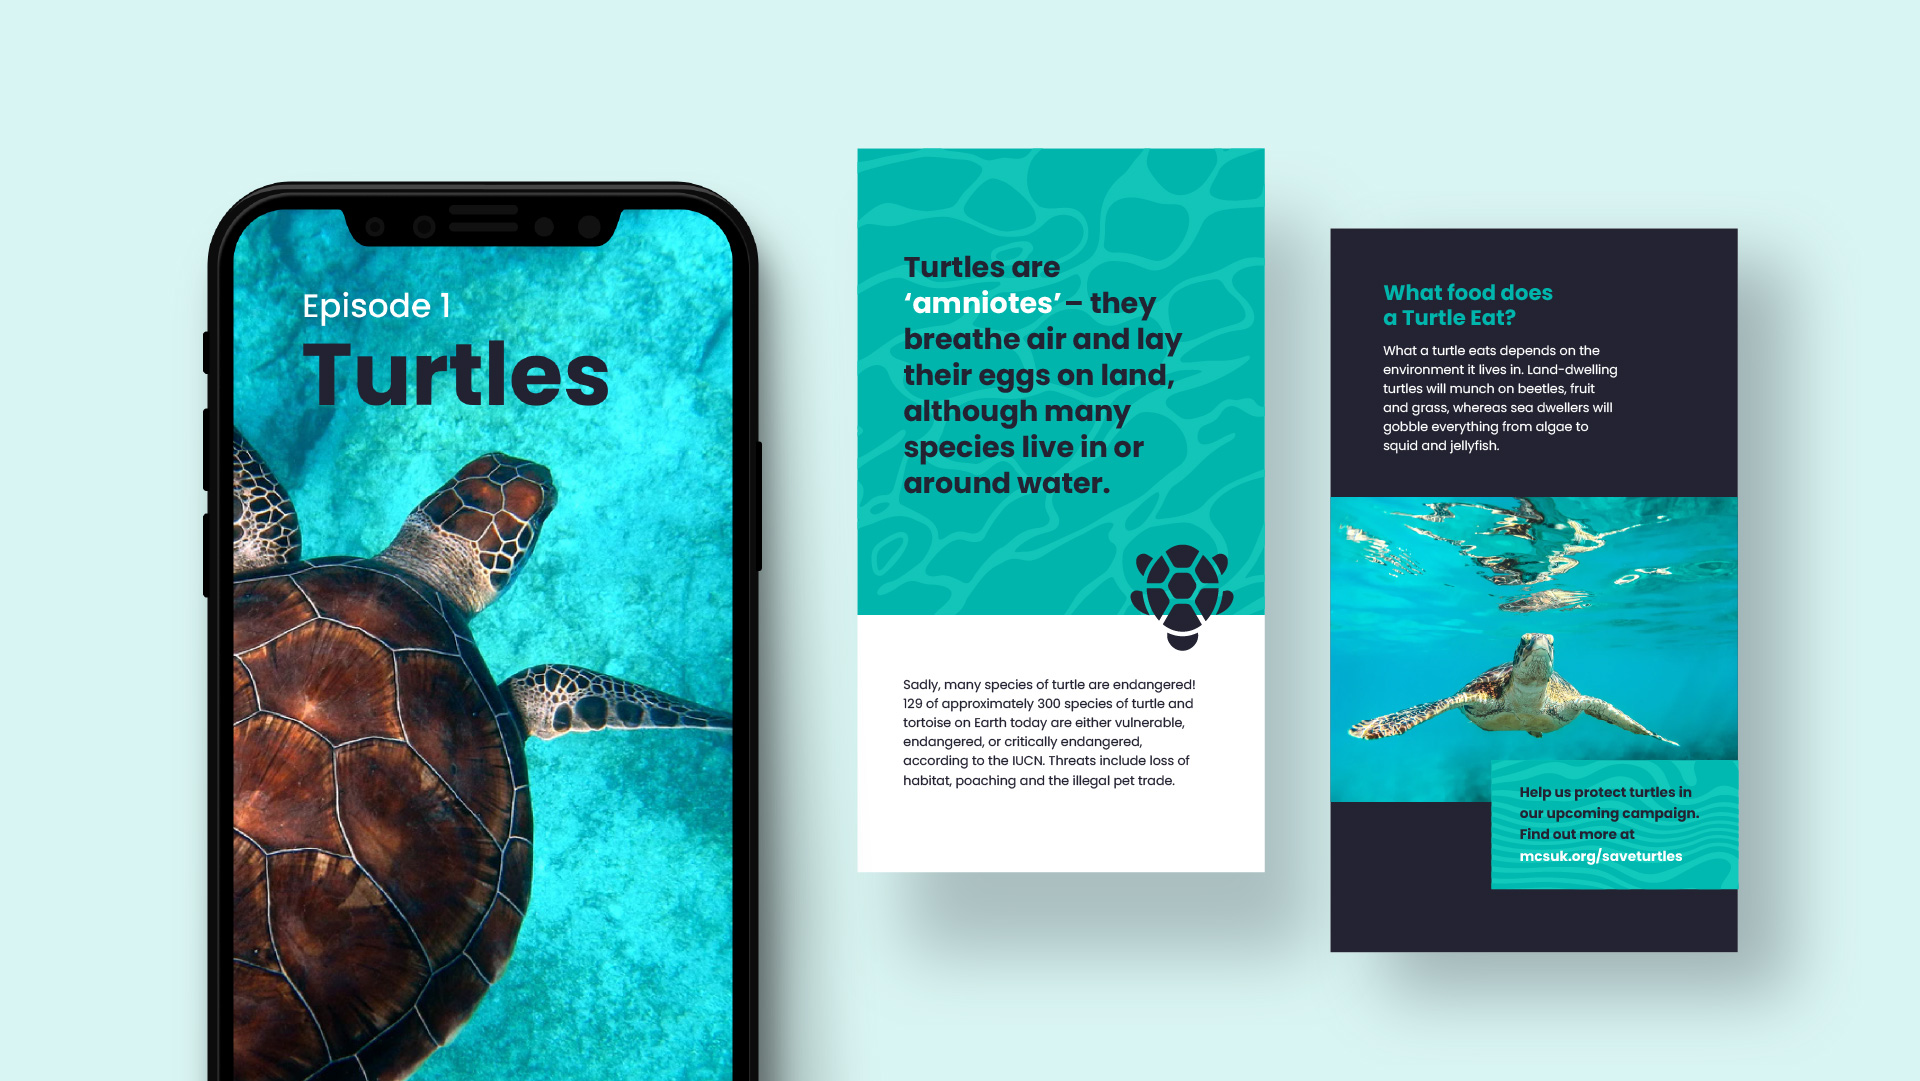 Episode 1
Turtles
Turtles are
‘amniotes’ – they
breathe air and lay
their eggs on land,
although many
species live in or
around water.
Sadly, many species of turtle are endangered!
129 of approximately 300 species of turtle and
tortoise on Earth today are either vulnerable,
endangered, or critically endangered,
according to the IUCN. Threats include loss of
habitat, poaching and the illegal pet trade.
What food does
a Turtle Eat?
What a turtle eats depends on the
environment it lives in. Land-dwelling
turtles will munch on beetles, fruit
and grass, whereas sea dwellers will
gobble everything from algae to
squid and jellyfish.
Help us protect turtles in
our upcoming campaign.
Find out more at
mcsuk.org/saveturtles